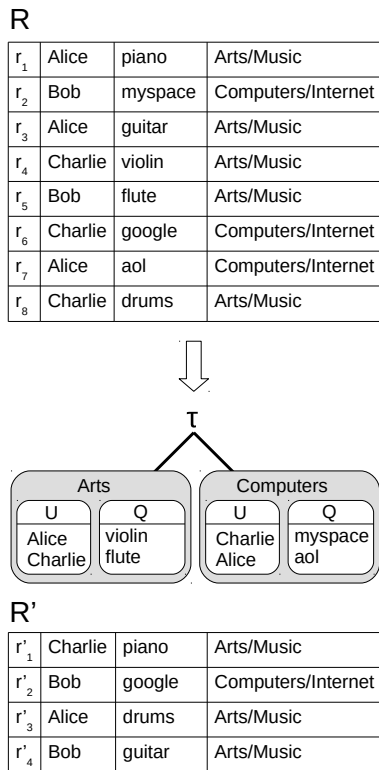 R
r1 Alice piano Arts/Music
r2 Bob myspace Computers/Internet
r3 Alice guitar Arts/Music
r4 Charlie violin Arts/Music
r5 Bob flute Arts/Music
r6 Charlie google Computers/Internet
r7 Alice aol Computers/Internet
r8 Charlie drums Arts/Music
τ
Arts Computers
U Q U Q
Alice violin Charlie myspace
Charlie flute Alice aol
R'
r'1 Charlie piano Arts/Music
r'2 Bob google Computers/Internet
r'3 Alice drums Arts/Music
r'4 Bob guitar Arts/Music